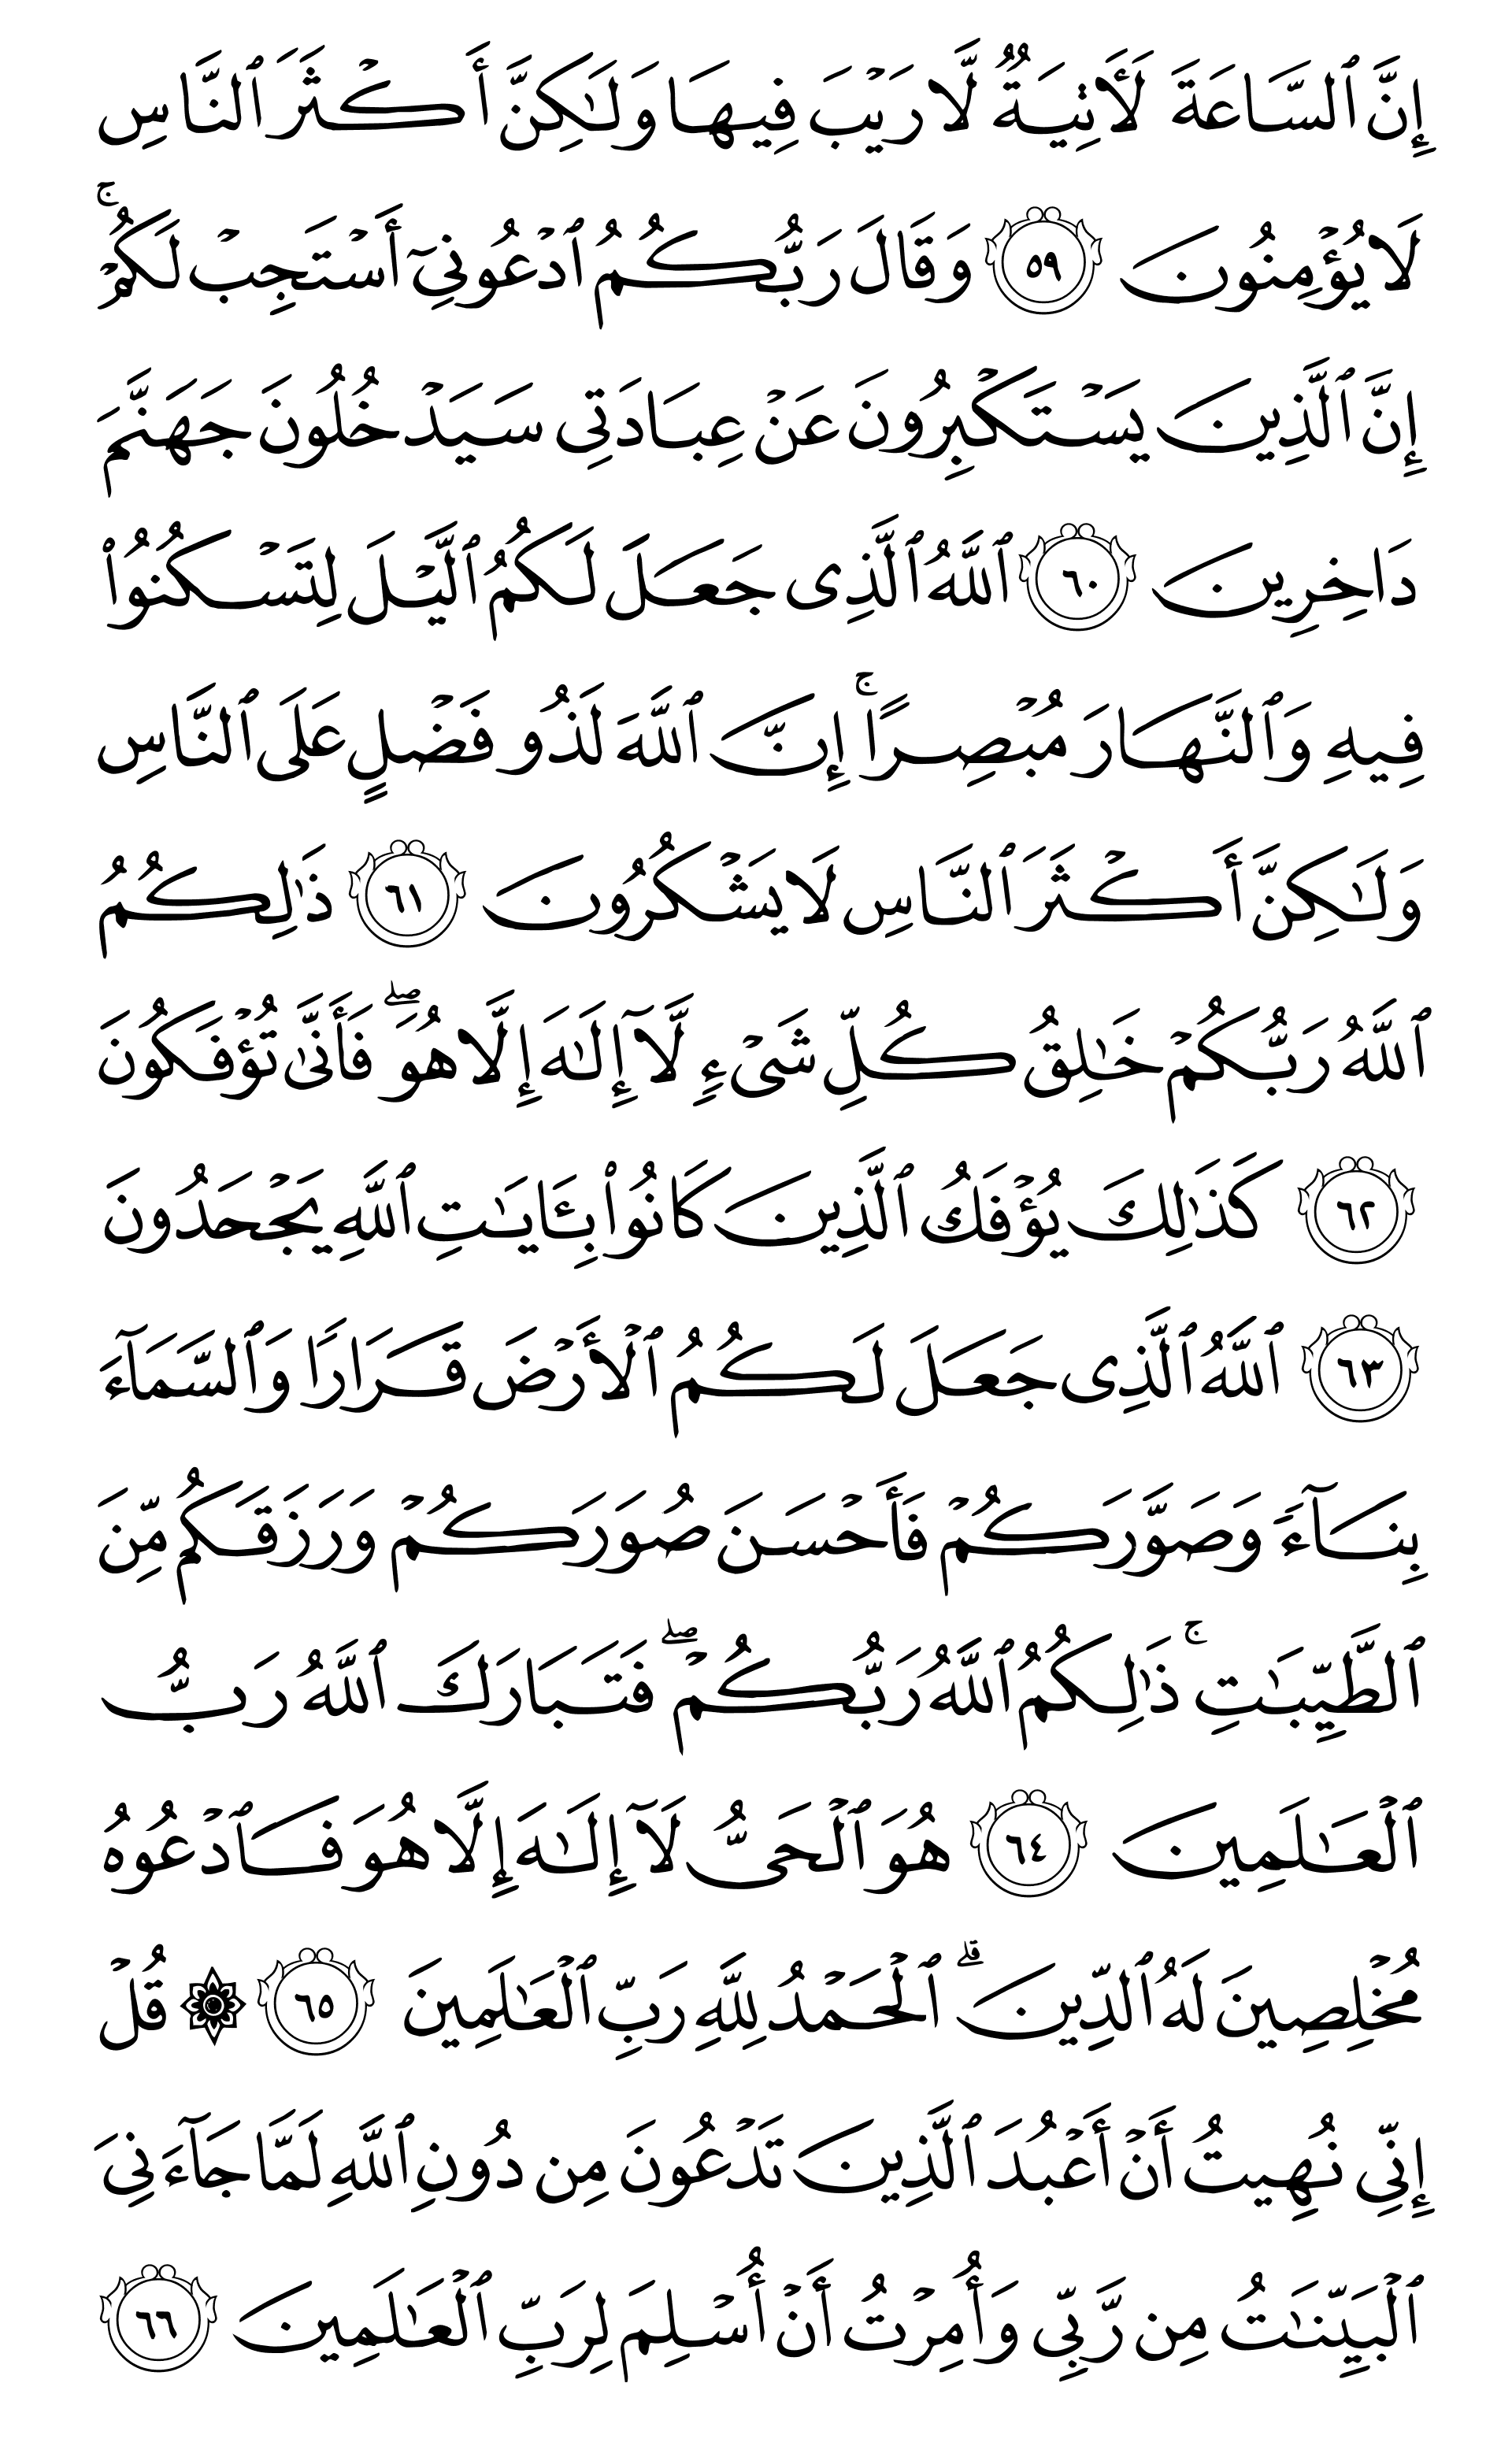 إِنَّ ٱلسَّاعَةَ لَأٓتِيَةٌ لَّا رَيۡبَ فِيهَا وَلَٰكِنَّ أَكۡثَرَ ٱلنَّاسِ
لَا يُؤۡمِنُونَ ٥٩ وَقَالَ رَبُّكُمُ ٱدۡعُونِيٓ أَسۡتَجِبۡ لَكُمۡۚ
إِنَّ ٱلَّذِينَ يَسۡتَكۡبِرُونَ عَنۡ عِبَادَتِي سَيَدۡخُلُونَ جَهَنَّمَ
دَاخِرِينَ ٦٠ ٱللَّهُ ٱلَّذِي جَعَلَ لَكُمُ ٱلَّيۡلَ لِتَسۡكُنُواْ
فِيهِ وَٱلنَّهَارَ مُبۡصِرًاۚ إِنَّ ٱللَّهَ لَذُو فَضۡلٍ عَلَى ٱلنَّاسِ
وَلَٰكِنَّ أَكۡثَرَ ٱلنَّاسِ لَا يَشۡكُرُونَ ٦١ ذَٰلِكُمُ
ٱللَّهُ رَبُّكُمۡ خَٰلِقُ كُلِّ شَيۡءٖ لَّآ إِلَٰهَ إِلَّا هُوَۖ فَأَنَّىٰ تُؤۡفَكُونَ
٦٢ كَذَٰلِكَ يُؤۡفَكُ ٱلَّذِينَ كَانُواْ بِـَٔايَٰتِ ٱللَّهِ يَجۡحَدُونَ
٦٣ ٱللَّهُ ٱلَّذِي جَعَلَ لَكُمُ ٱلۡأَرۡضَ قَرَارٗا وَٱلسَّمَآءَ
بِنَآءٗ وَصَوَّرَكُمۡ فَأَحۡسَنَ صُوَرَكُمۡ وَرَزَقَكُم مِّنَ
ٱلطَّيِّبَٰتِۚ ذَٰلِكُمُ ٱللَّهُ رَبُّكُمۡۖ فَتَبَارَكَ ٱللَّهُ رَبُّ
ٱلۡعَٰلَمِينَ ٦٤ هُوَ ٱلۡحَيُّ لَآ إِلَٰهَ إِلَّا هُوَ فَٱدۡعُوهُ
مُخۡلِصِينَ لَهُ ٱلدِّينَۗ ٱلۡحَمۡدُ لِلَّهِ رَبِّ ٱلۡعَٰلَمِينَ ٦٥ ۞ قُلۡ
إِنِّي نُهِيتُ أَنۡ أَعۡبُدَ ٱلَّذِينَ تَدۡعُونَ مِن دُونِ ٱللَّهِ لَمَّا جَآءَنِيَ
ٱلۡبَيِّنَٰتُ مِن رَّبِّي وَأُمِرۡتُ أَنۡ أُسۡلِمَ لِرَبِّ ٱلۡعَٰلَمِينَ ٦٦